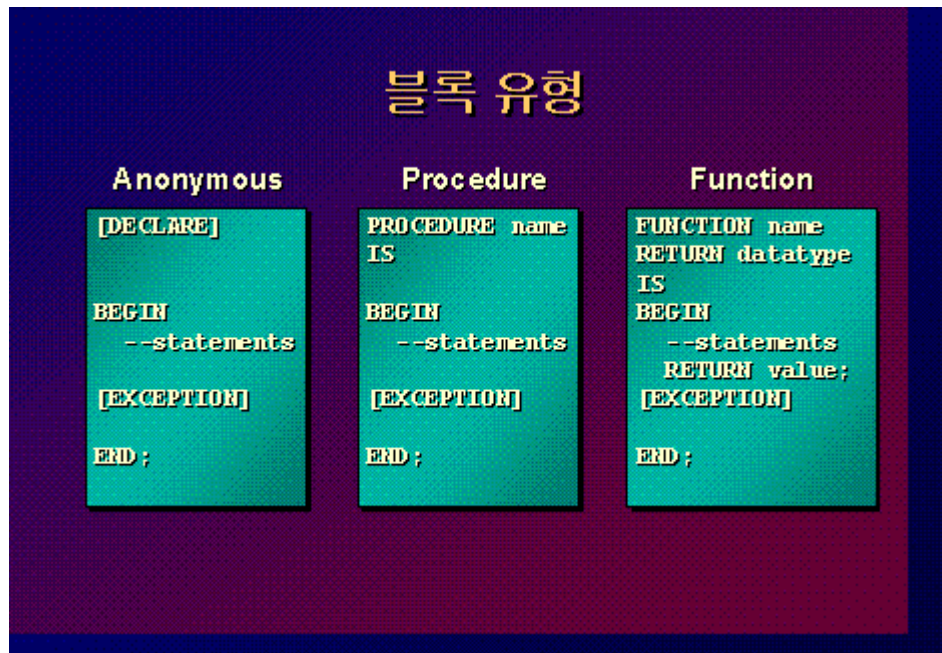 블록 유형
Anonymous
[DECLARE]
BEGIN
--statements
[EXCEPTION]
END;
Procedure
PROCEDURE name
IS
BEGIN
--statements
[EXCEPTION]
END;
Function
FUNCTION name
RETURN datatype
IS
BEGIN
--statements
RETURN value;
[EXCEPTION]
END;